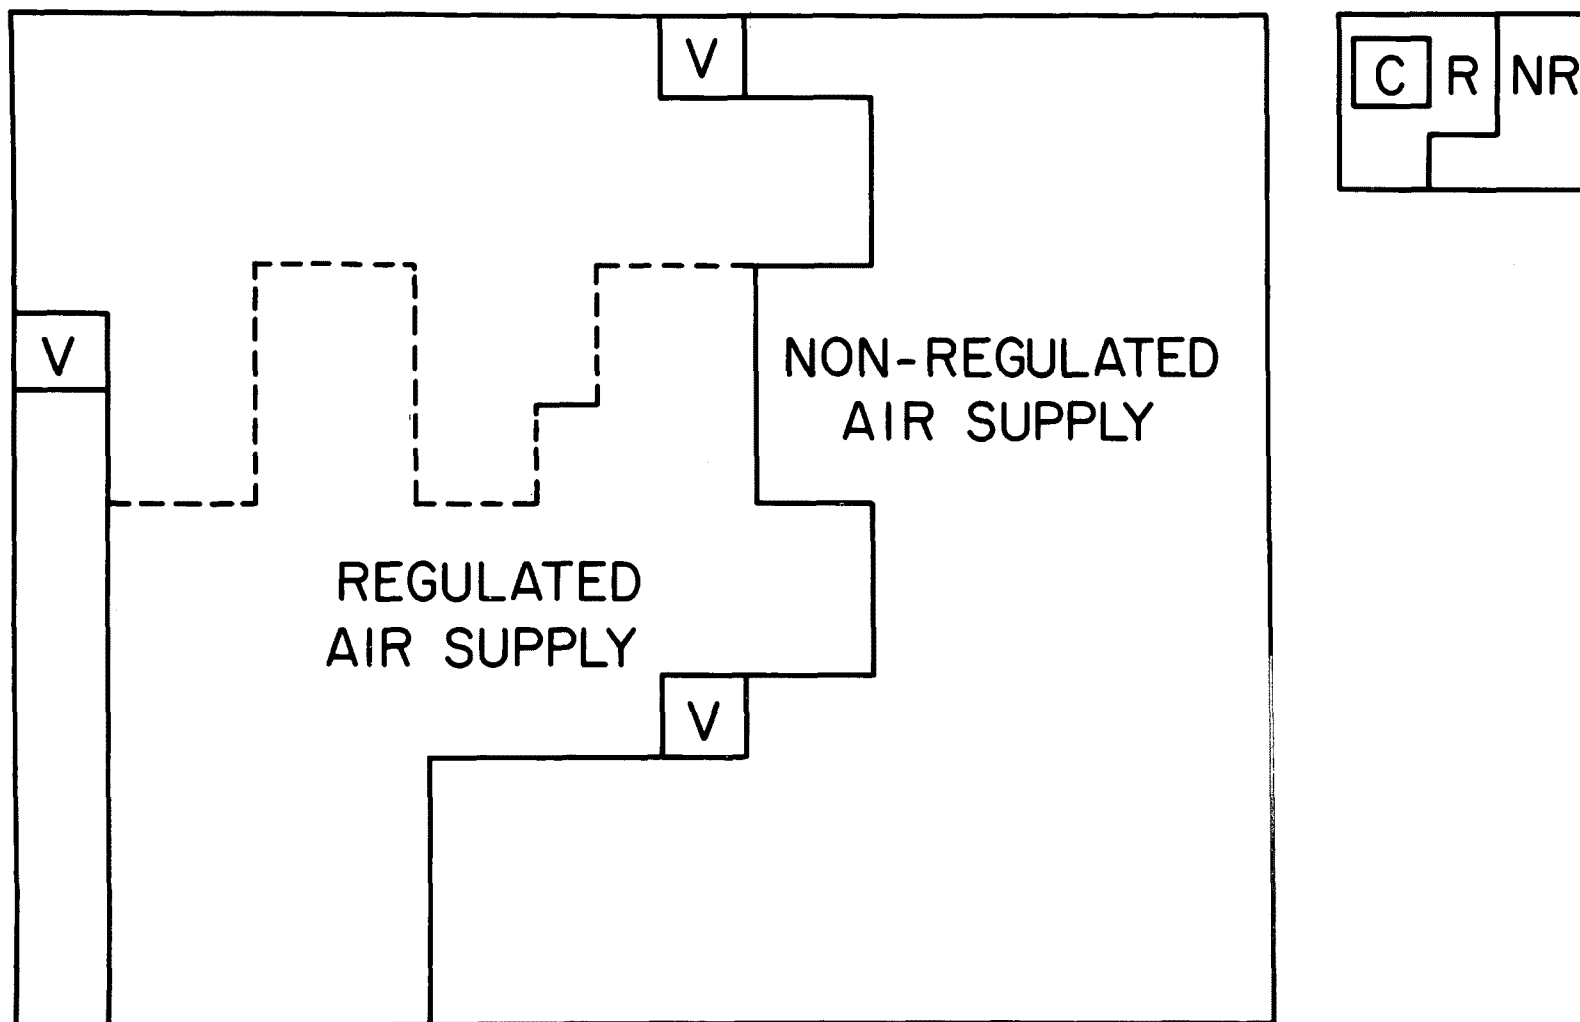 V
C R NR
V
NON-REGULATED
AIR SUPPLY
REGULATED
AIR SUPPLY
V